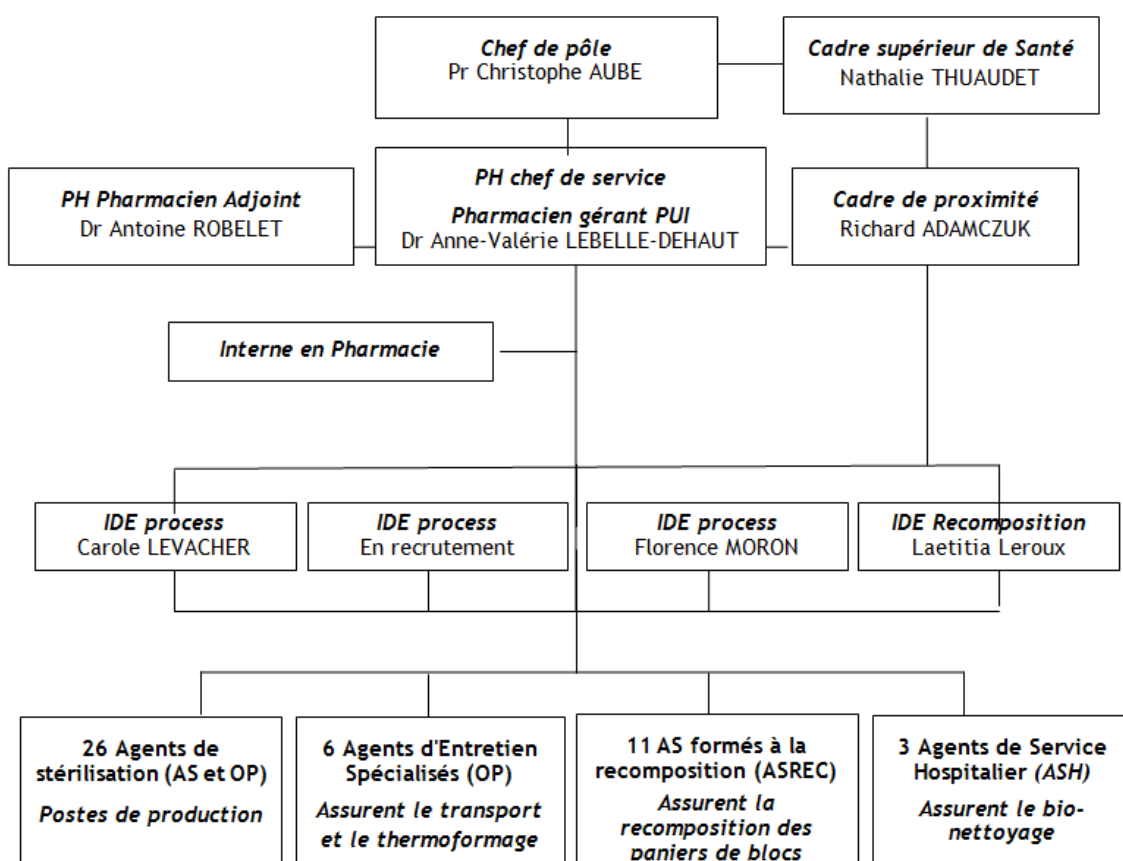 Chef de pôle
Pr Christophe AUBE
Cadre supérieur de Santé
Nathalie THUAUDET
PH Pharmacien Adjoint
Dr Antoine ROBELET
PH chef de service
Pharmacien gérant PUI
Dr Anne-Valérie LEBELLE-DEHAUT
Cadre de proximité
Richard ADAMCZUK
Interne en Pharmacie
IDE process
Carole LEVACHER
IDE process
En recrutement
IDE process
Florence MORON
IDE Recomposition
Laetitia Leroux
26 Agents de
stérilisation (AS et OP)
Postes de production
6 Agents d'Entretien
Spécialisés (OP)
Assurent le transport
et le thermoformage
11 AS formés à la
recomposition (ASREC)
Assurent la
recomposition des
paniers de blocs
3 Agents de Service
Hospitalier (ASH)
Assurent le bio-
nettoyage